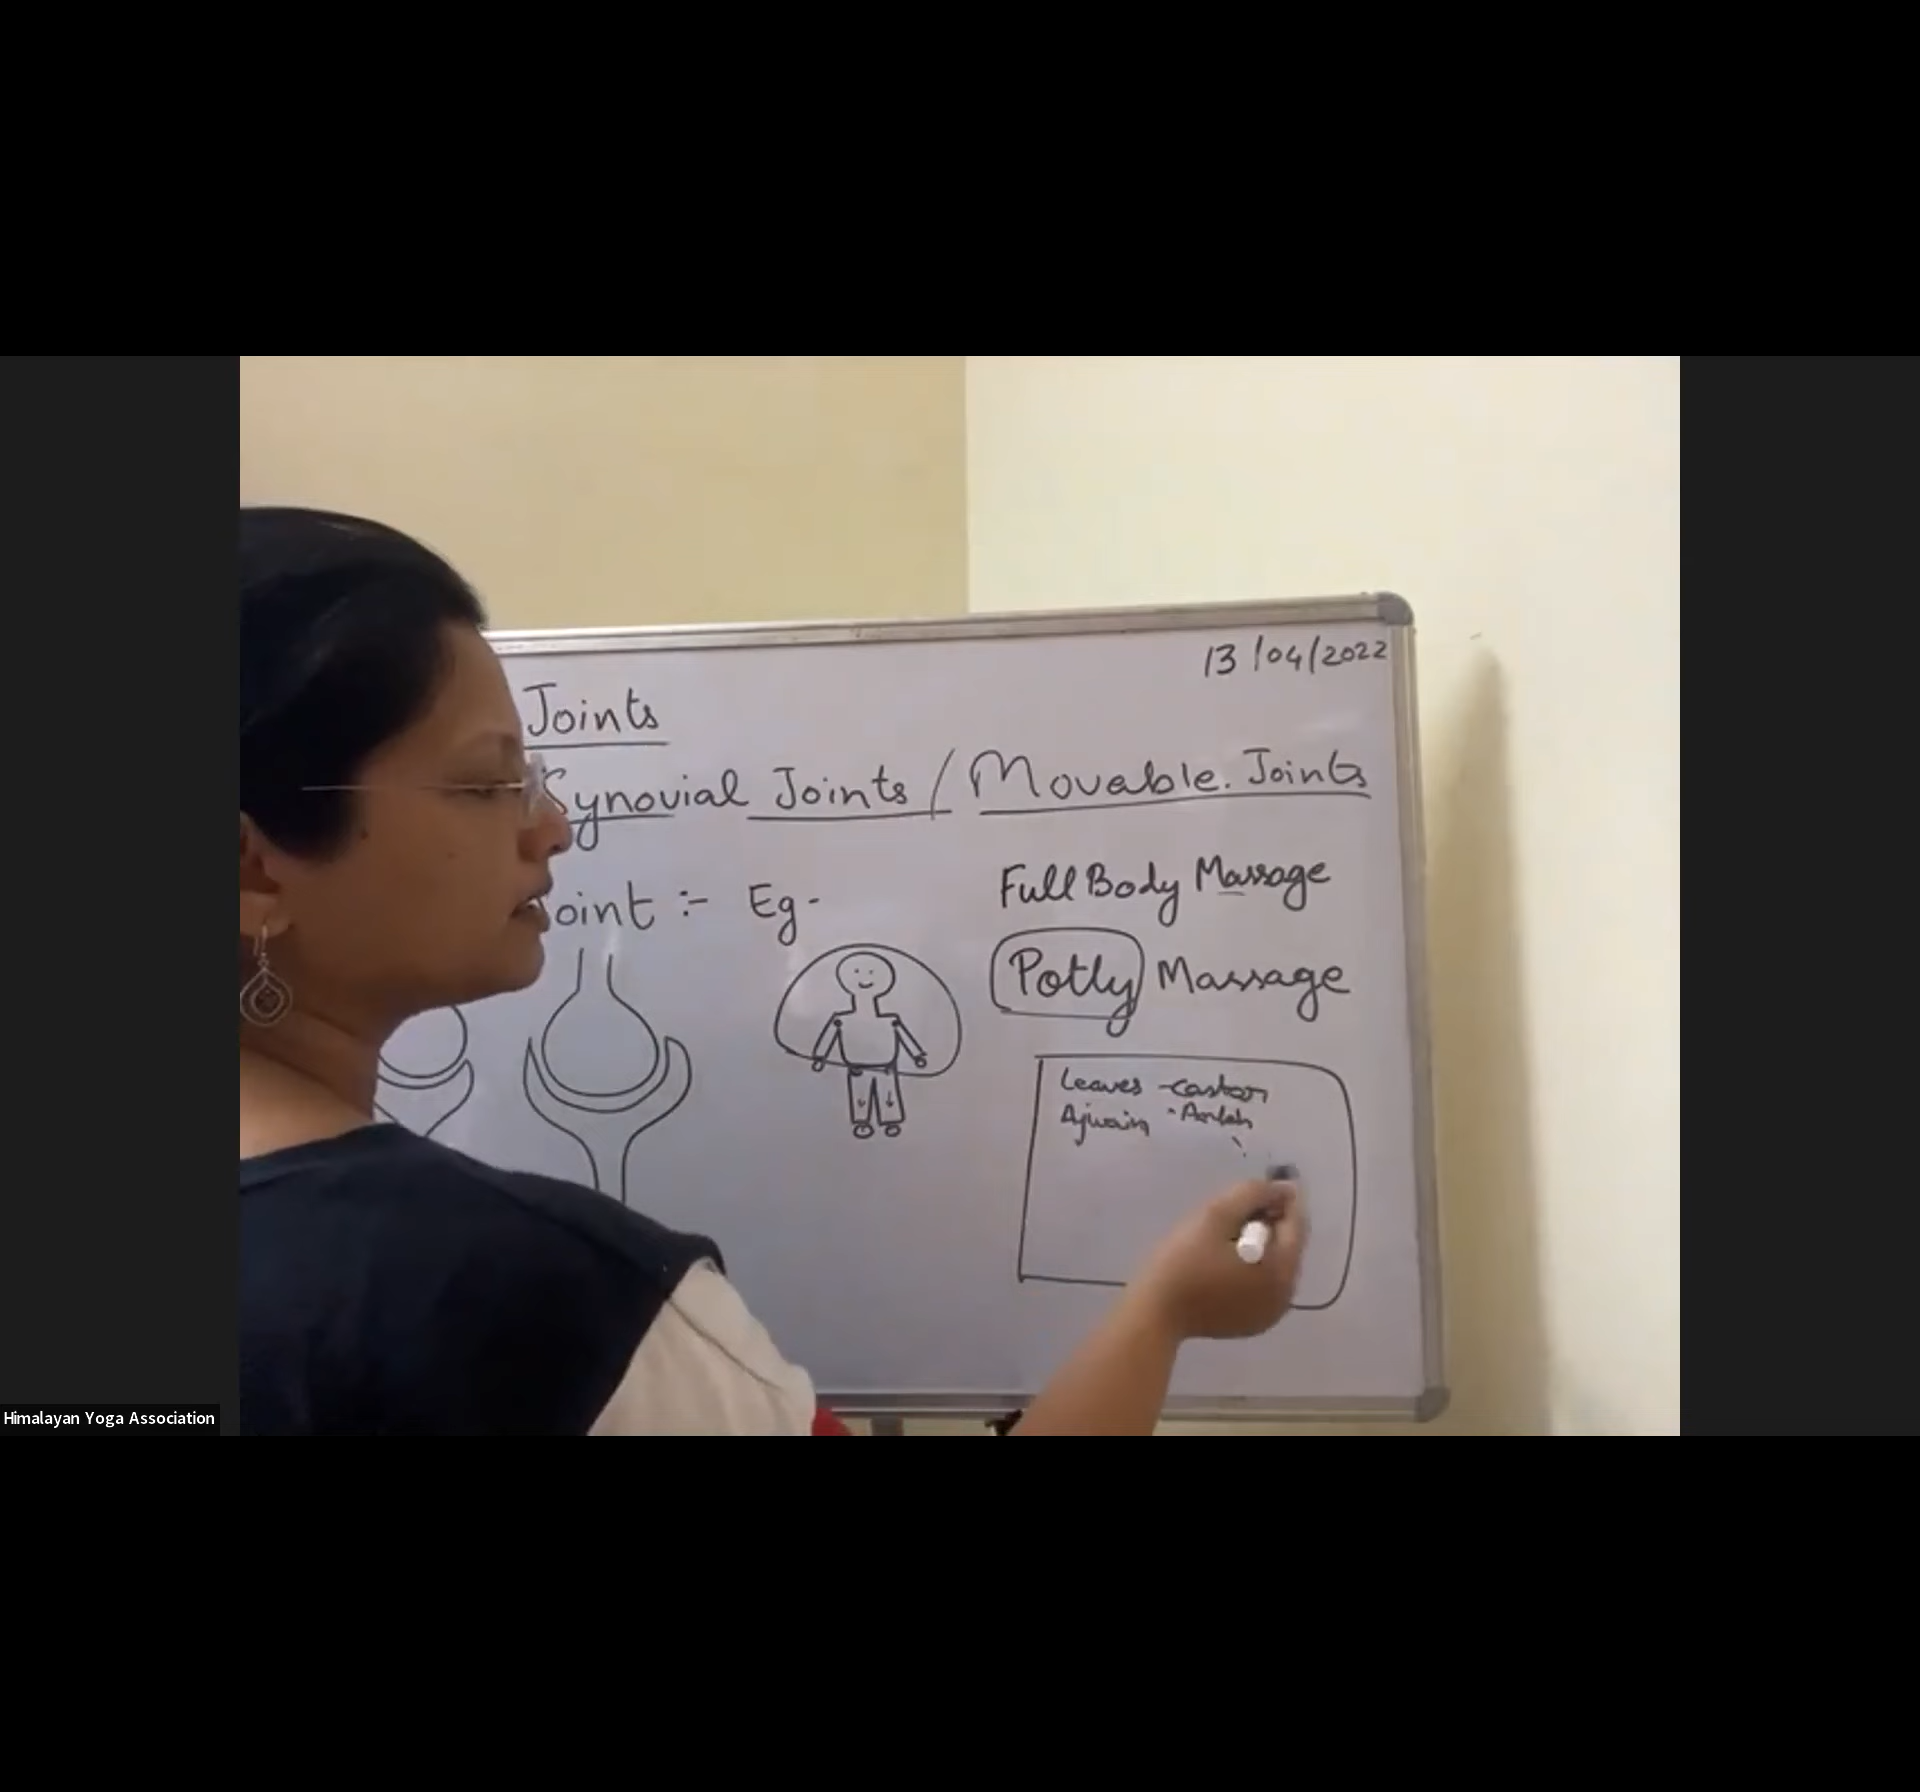 13/04/2022
Joints
Synovial Joints / Movable Joints
oint :- Eg -
Full Body Massage
Potly Massage
Leaves - castor
Ajwain
Himalayan Yoga Association